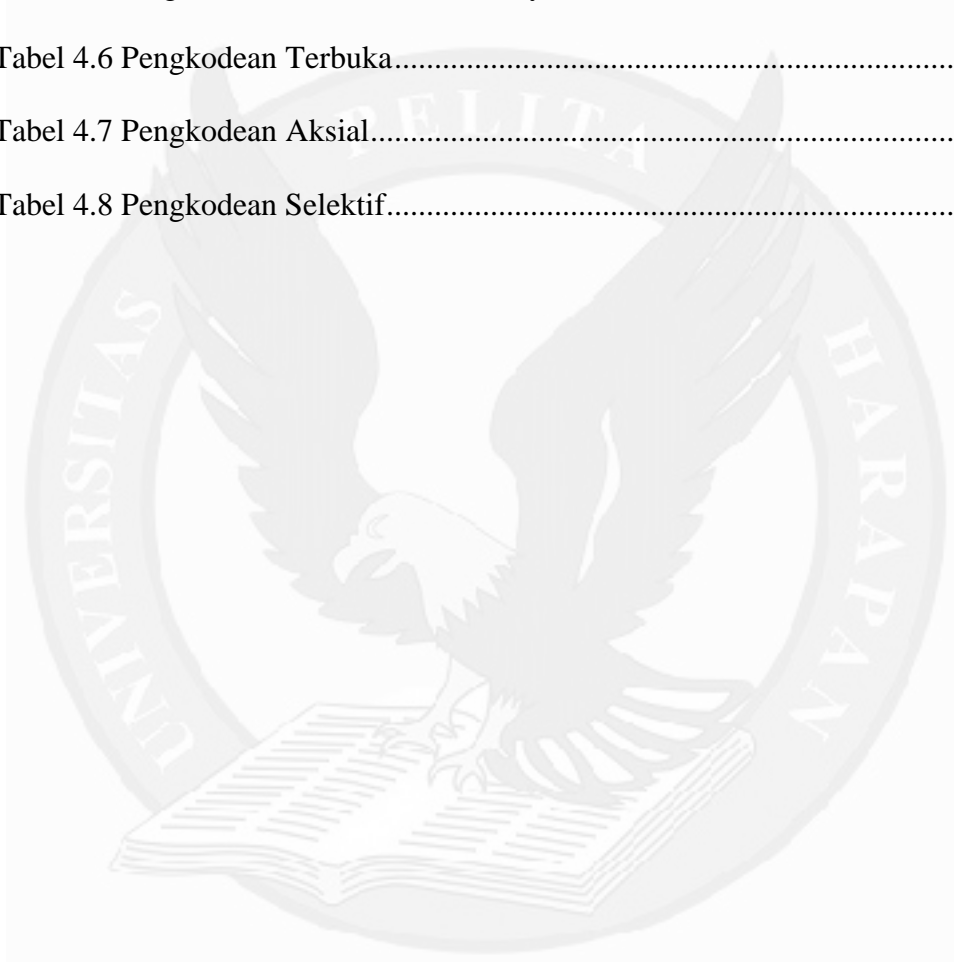 Tabel 4.6 Pengkodean Terbuka......................................................................
Tabel 4.7 Pengkodean Aksial.........................................................................
Tabel 4.8 Pengkodean Selektif.......................................................................
UNIVERSITAS PELITA HARAPAN